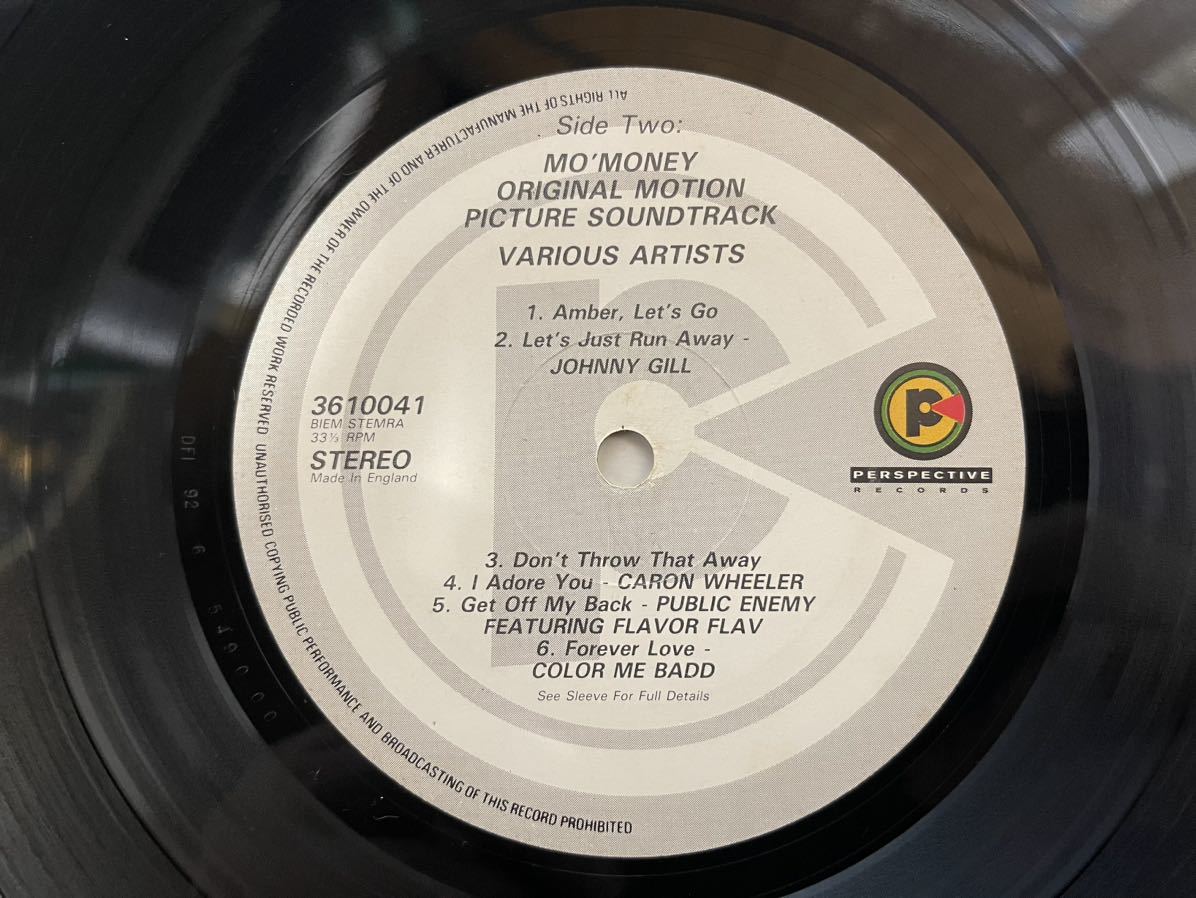 Side Two:
MO'MONEY
ORIGINAL MOTION
PICTURE SOUNDTRACK
VARIOUS ARTISTS
1. Amber, Let's Go
2. Let's Just Run Away -
JOHNNY GILL
3610041
BIEM STEMRA
33⅓ RPM
STEREO
Made In England
p
PERSPECTIVE
RECORDS
3. Don't Throw That Away
4. I Adore You - CARON WHEELER
5. Get Off My Back - PUBLIC ENEMY
FEATURING FLAVOR FLAV
6. Forever Love -
COLOR ME BADD
See Sleeve For Full Details
ALL RIGHTS OF THE MANUFACTURER AND OF THE OWNER OF THE RECORDED WORK RESERVED UNAUTHORISED COPYING PUBLIC PERFORMANCE AND BROADCASTING OF THIS RECORD PROHIBITED
DFI 92 6 549000